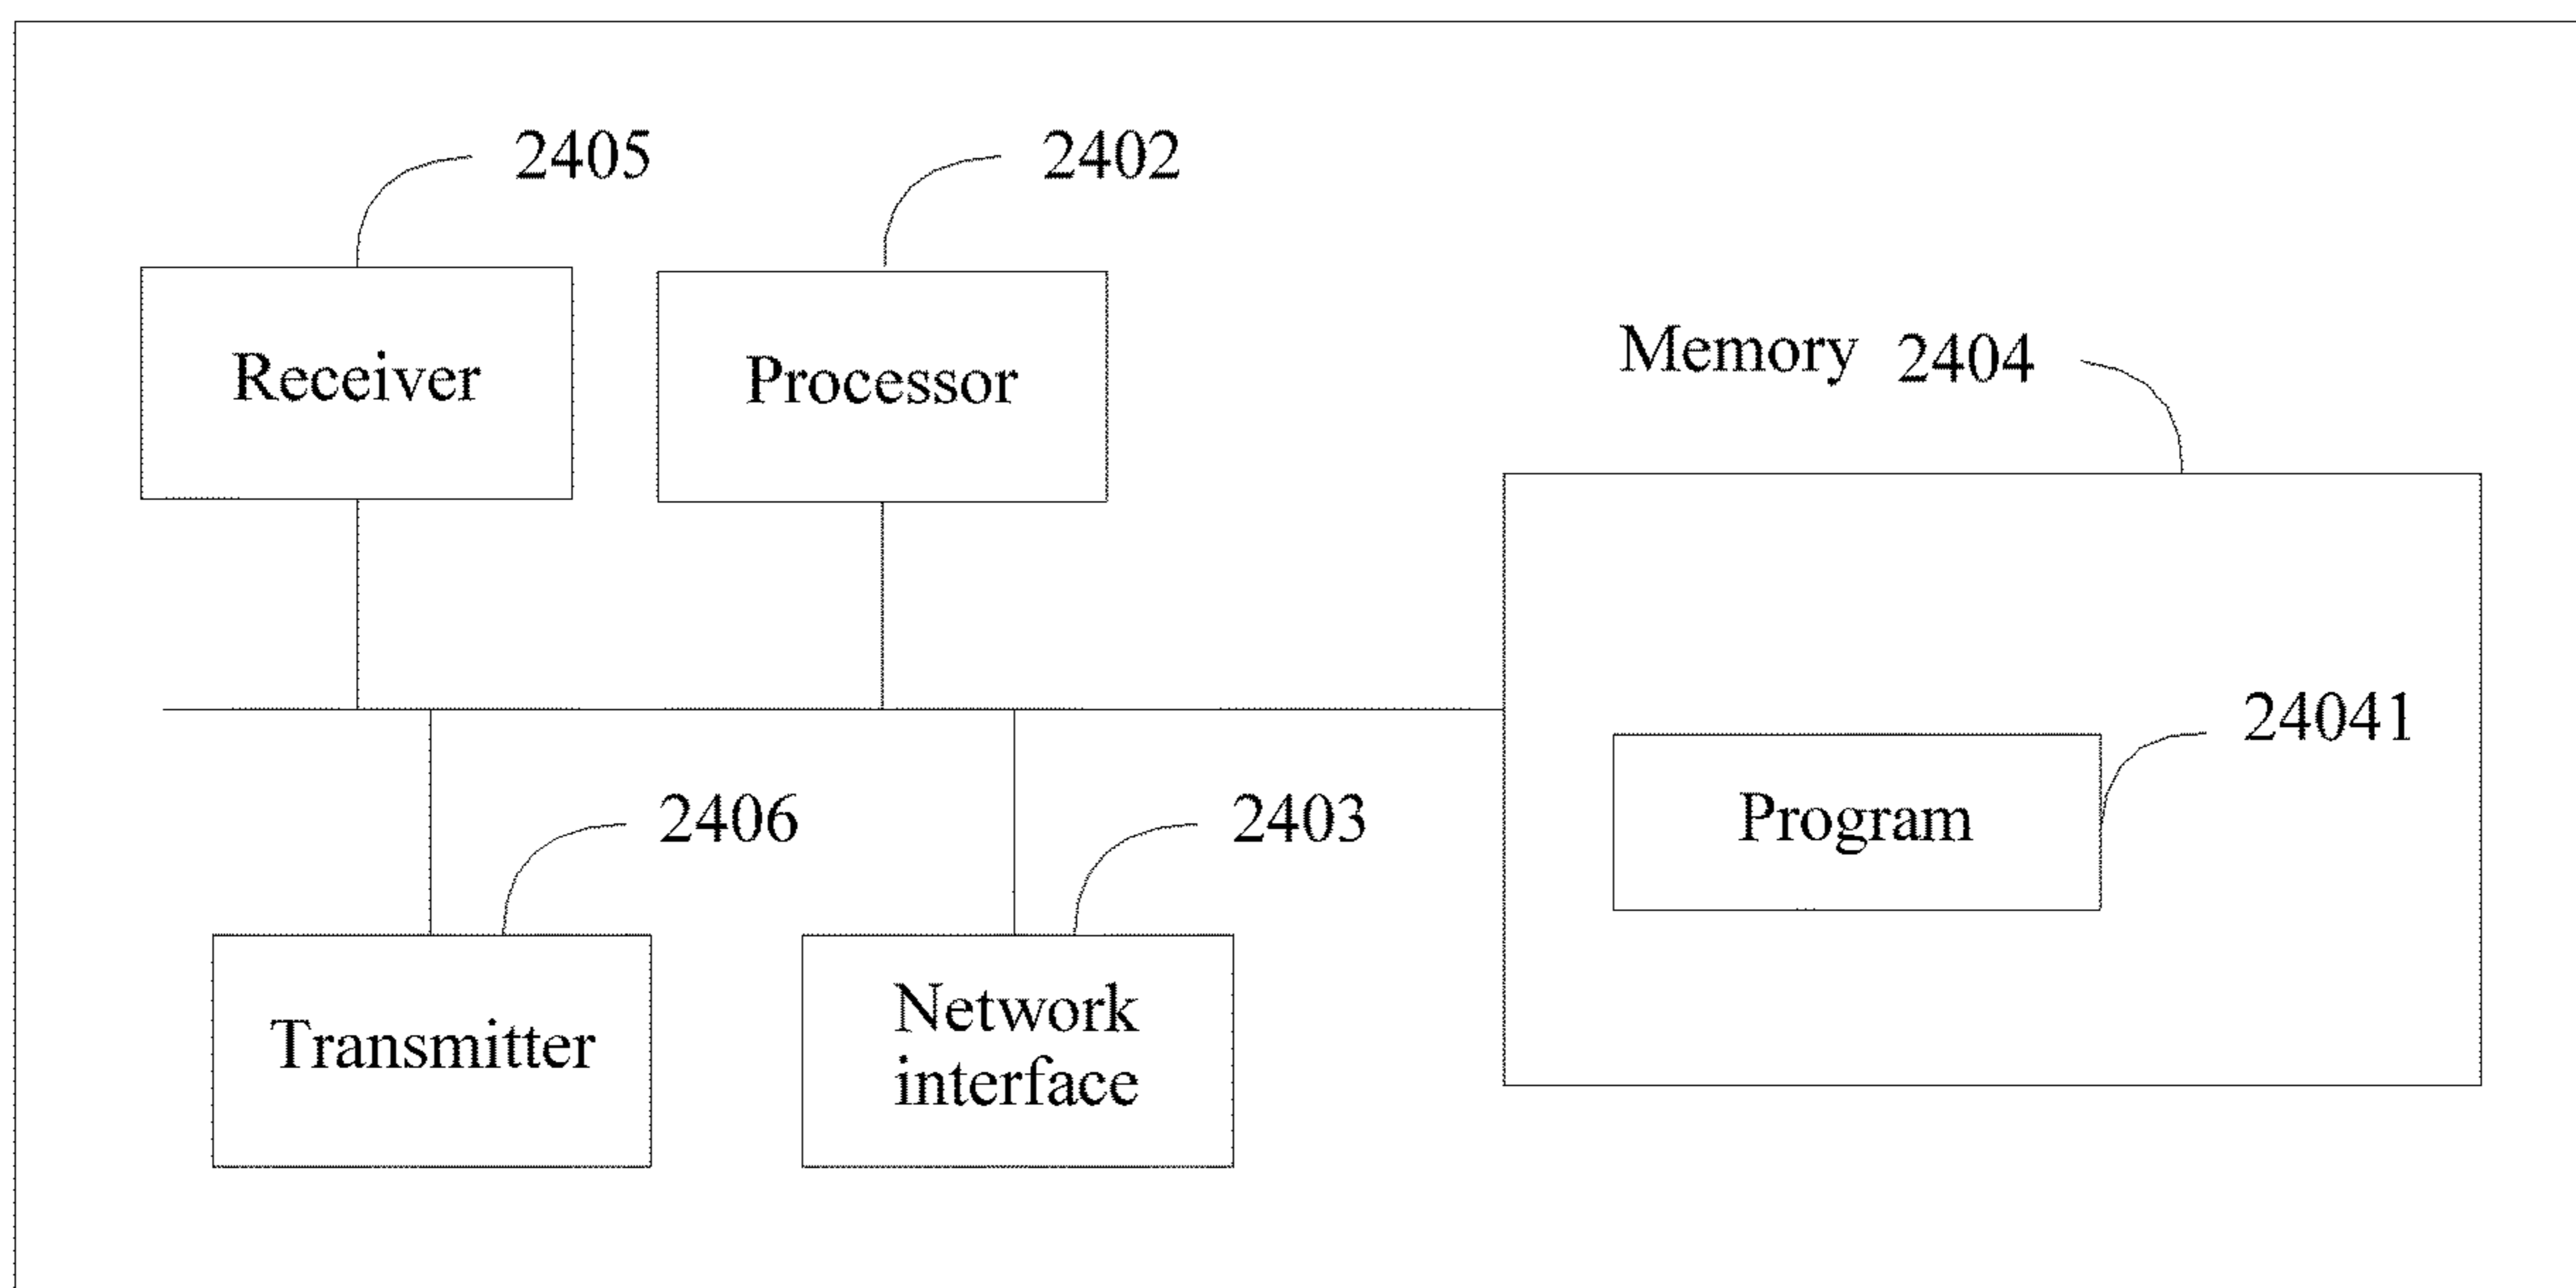 2405
2402
Receiver
Processor
Memory 2404
24041
Program
2406
2403
Transmitter
Network
interface